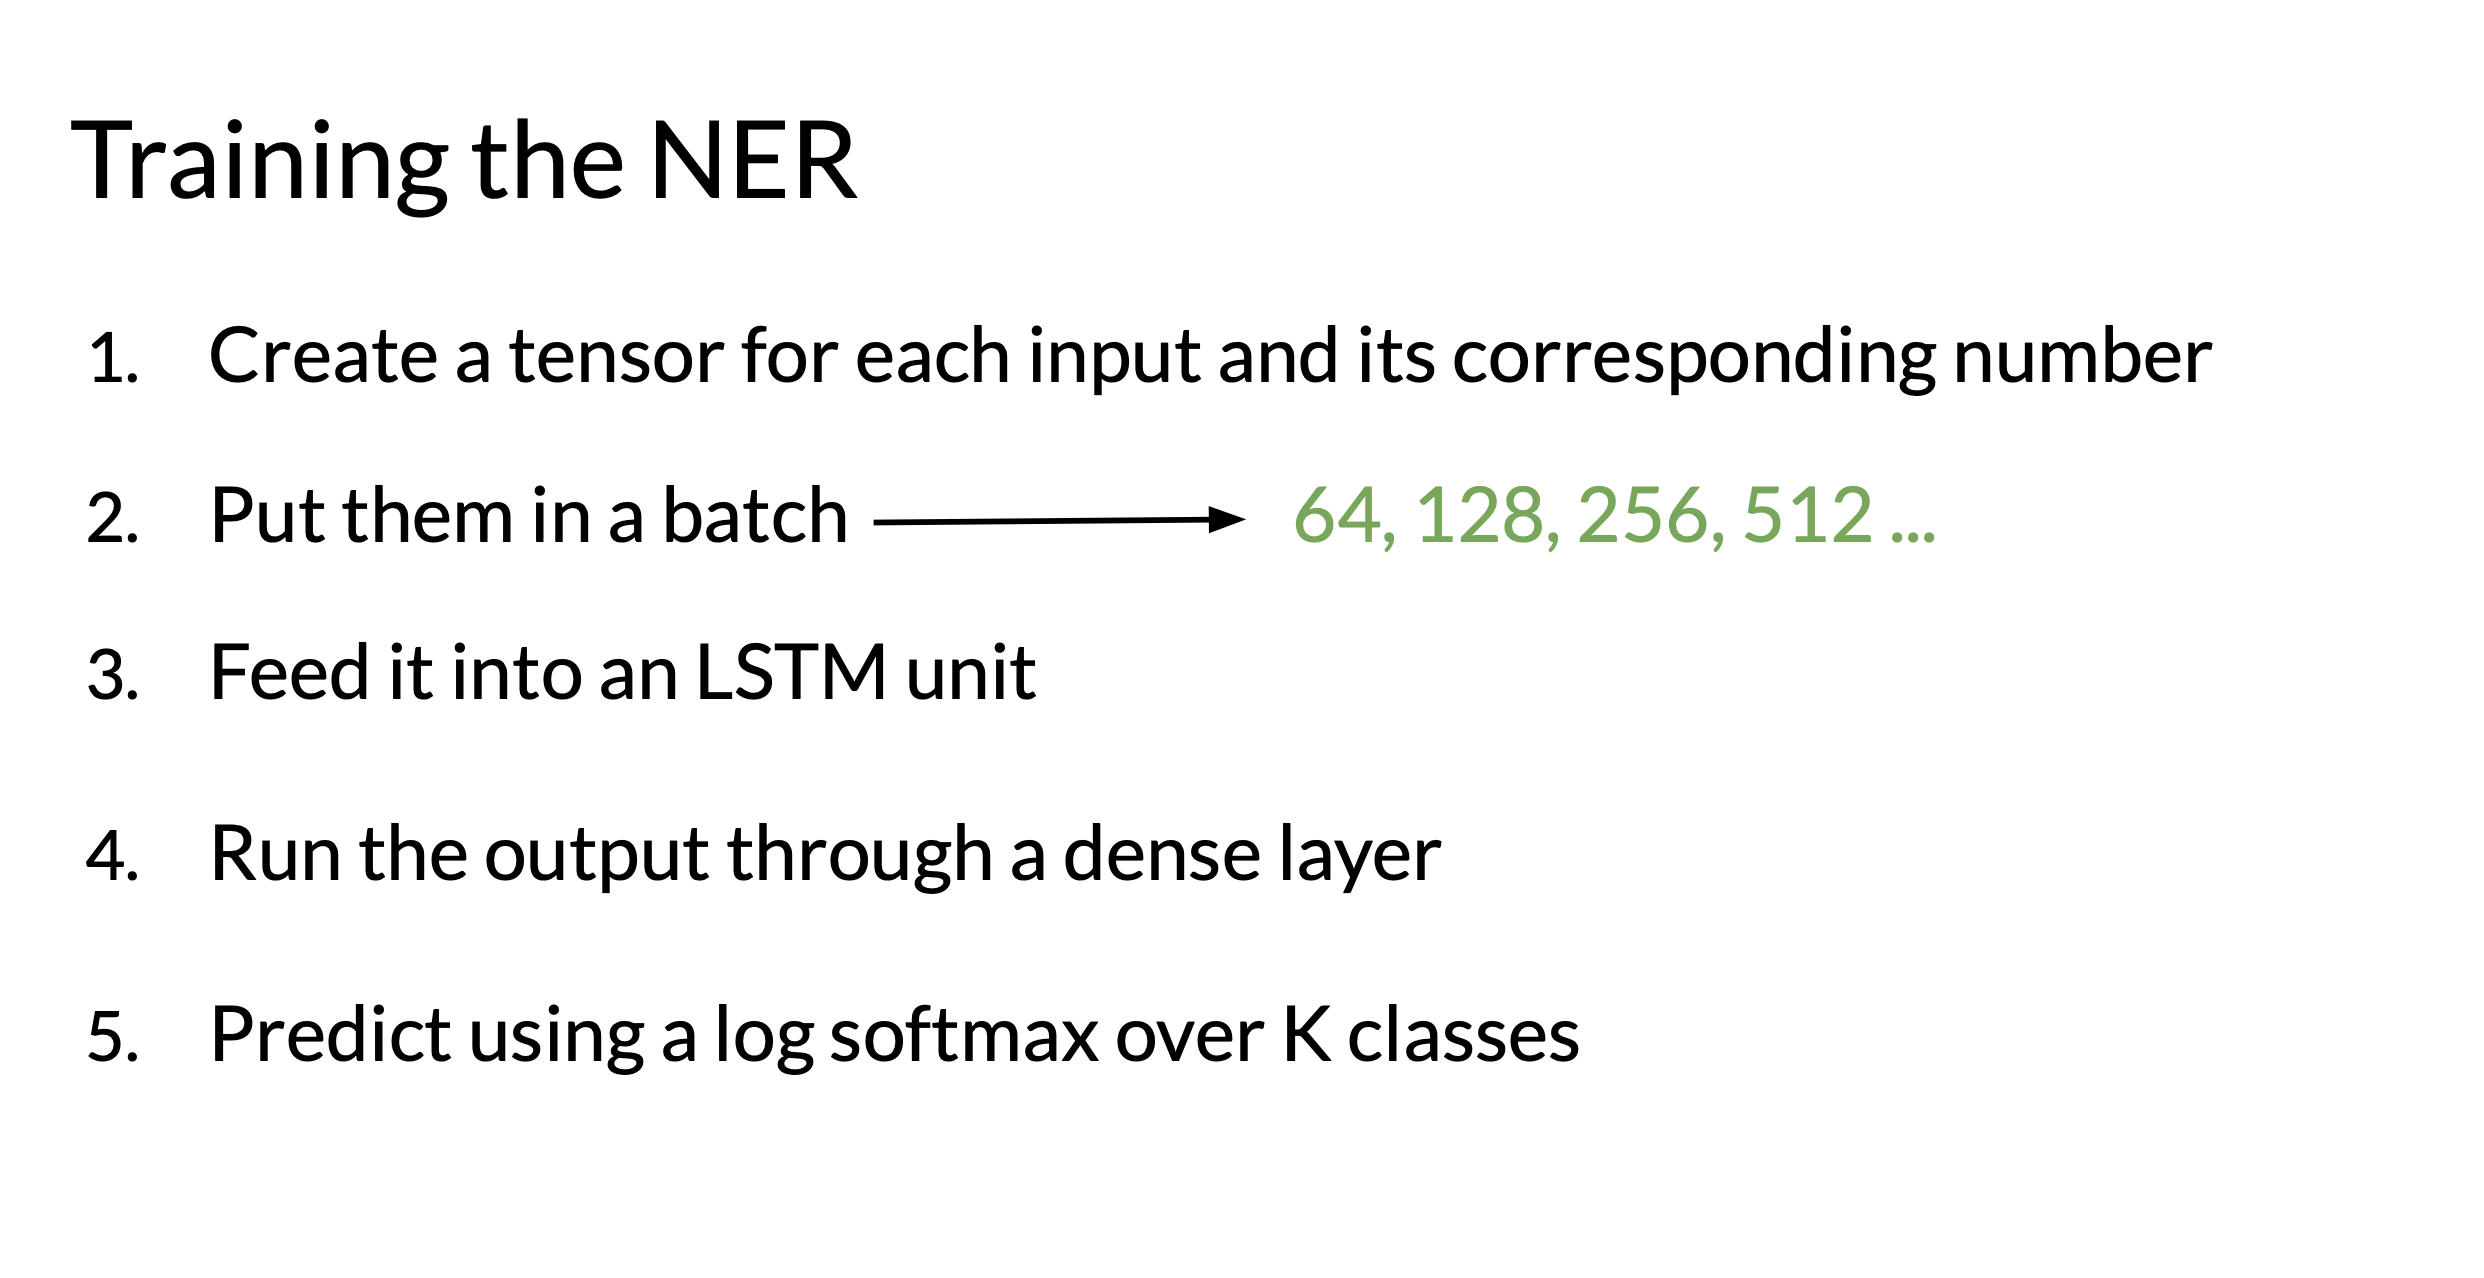 Training the NER
1. Create a tensor for each input and its corresponding number
2. Put them in a batch 64, 128, 256, 512 ...
3. Feed it into an LSTM unit
4. Run the output through a dense layer
5. Predict using a log softmax over K classes